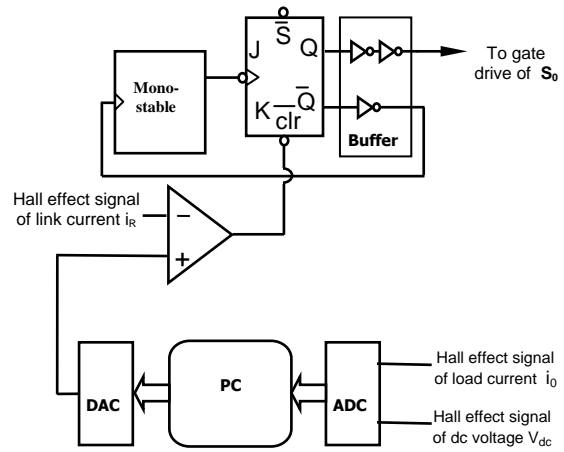 S̅
J
Q
To gate
drive of S₀
Mono-
stable
K
clr̅
Q̅
Buffer
Hall effect signal
of link current iR
−
+
DAC
PC
ADC
Hall effect signal
of load current i₀
Hall effect signal
of dc voltage Vdc